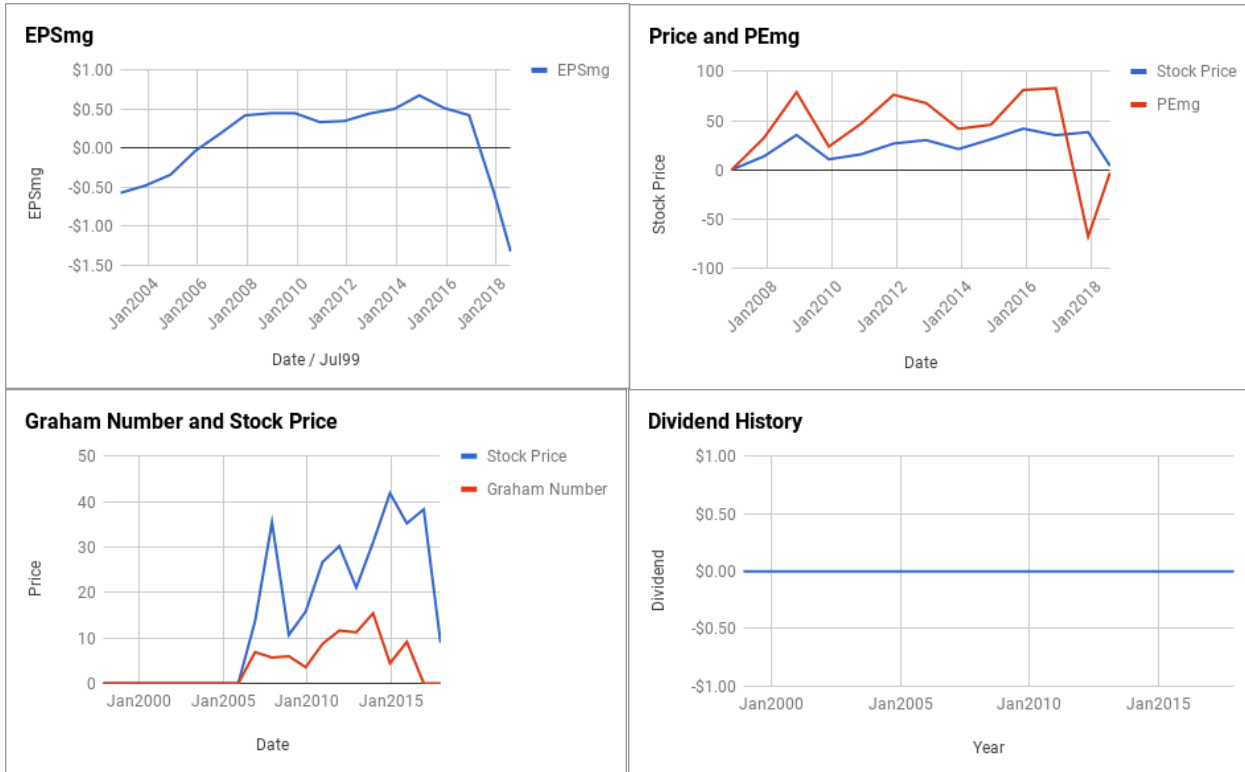 EPSmg
EPSmg
$1.00
$0.50
$0.00
-$0.50
-$1.00
-$1.50
EPSmg
Jan2004
Jan2006
Jan2008
Jan2010
Jan2012
Jan2014
Jan2016
Jan2018
Date / Jul99
Price and PEmg
Stock Price
PEmg
100
50
0
-50
-100
Stock Price
Jan2008
Jan2010
Jan2012
Jan2014
Jan2016
Jan2018
Date
Graham Number and Stock Price
Stock Price
Graham Number
50
40
30
20
10
0
Price
Jan2000
Jan2005
Jan2010
Jan2015
Date
Dividend History
$1.00
$0.50
$0.00
-$0.50
-$1.00
Dividend
Jan2000
Jan2005
Jan2010
Jan2015
Year